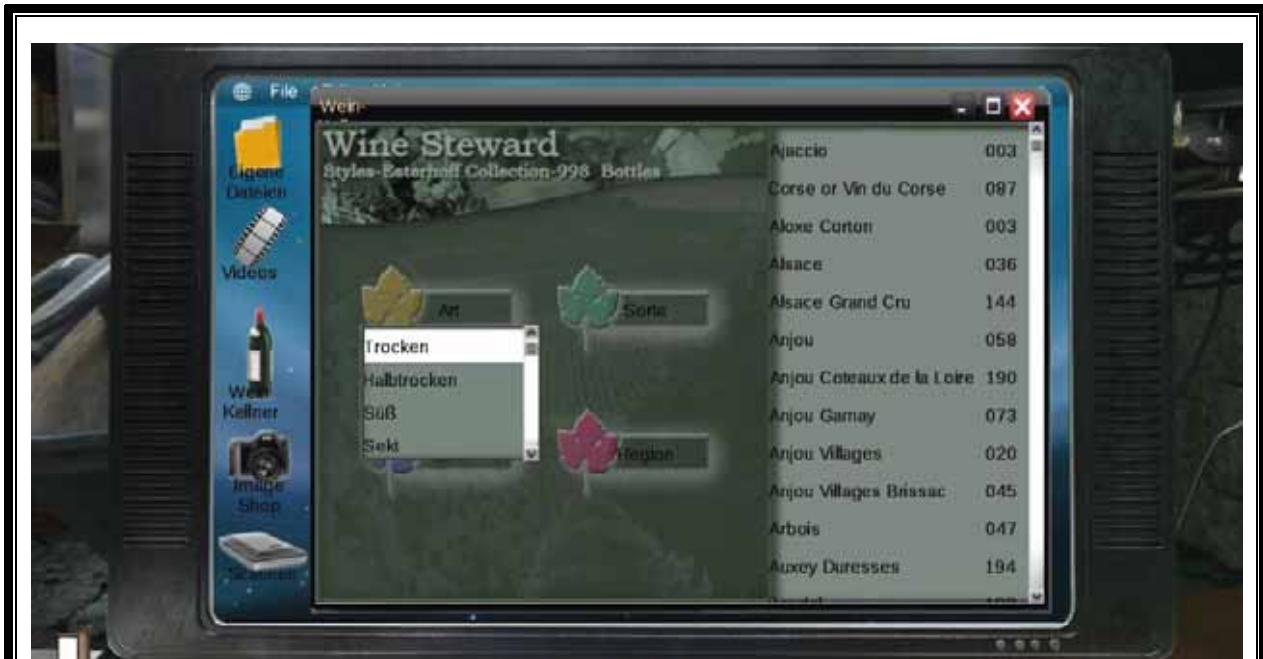 File
Wein-
Wine Steward
Styles-Esterhoff Collection-998 Bottles
Eigene
Dateien
Videos
Wein
Kellner
Image
Shop
Scanner
Art
Sorte
Trocken
Halbtrocken
Süß
Sekt
Region
Ajaccio 003
Corse or Vin du Corse 087
Aloxe Corton 003
Alsace 036
Alsace Grand Cru 144
Anjou 058
Anjou Coteaux de la Loire 190
Anjou Gamay 073
Anjou Villages 020
Anjou Villages Brissac 045
Arbois 047
Auxey Duresses 194